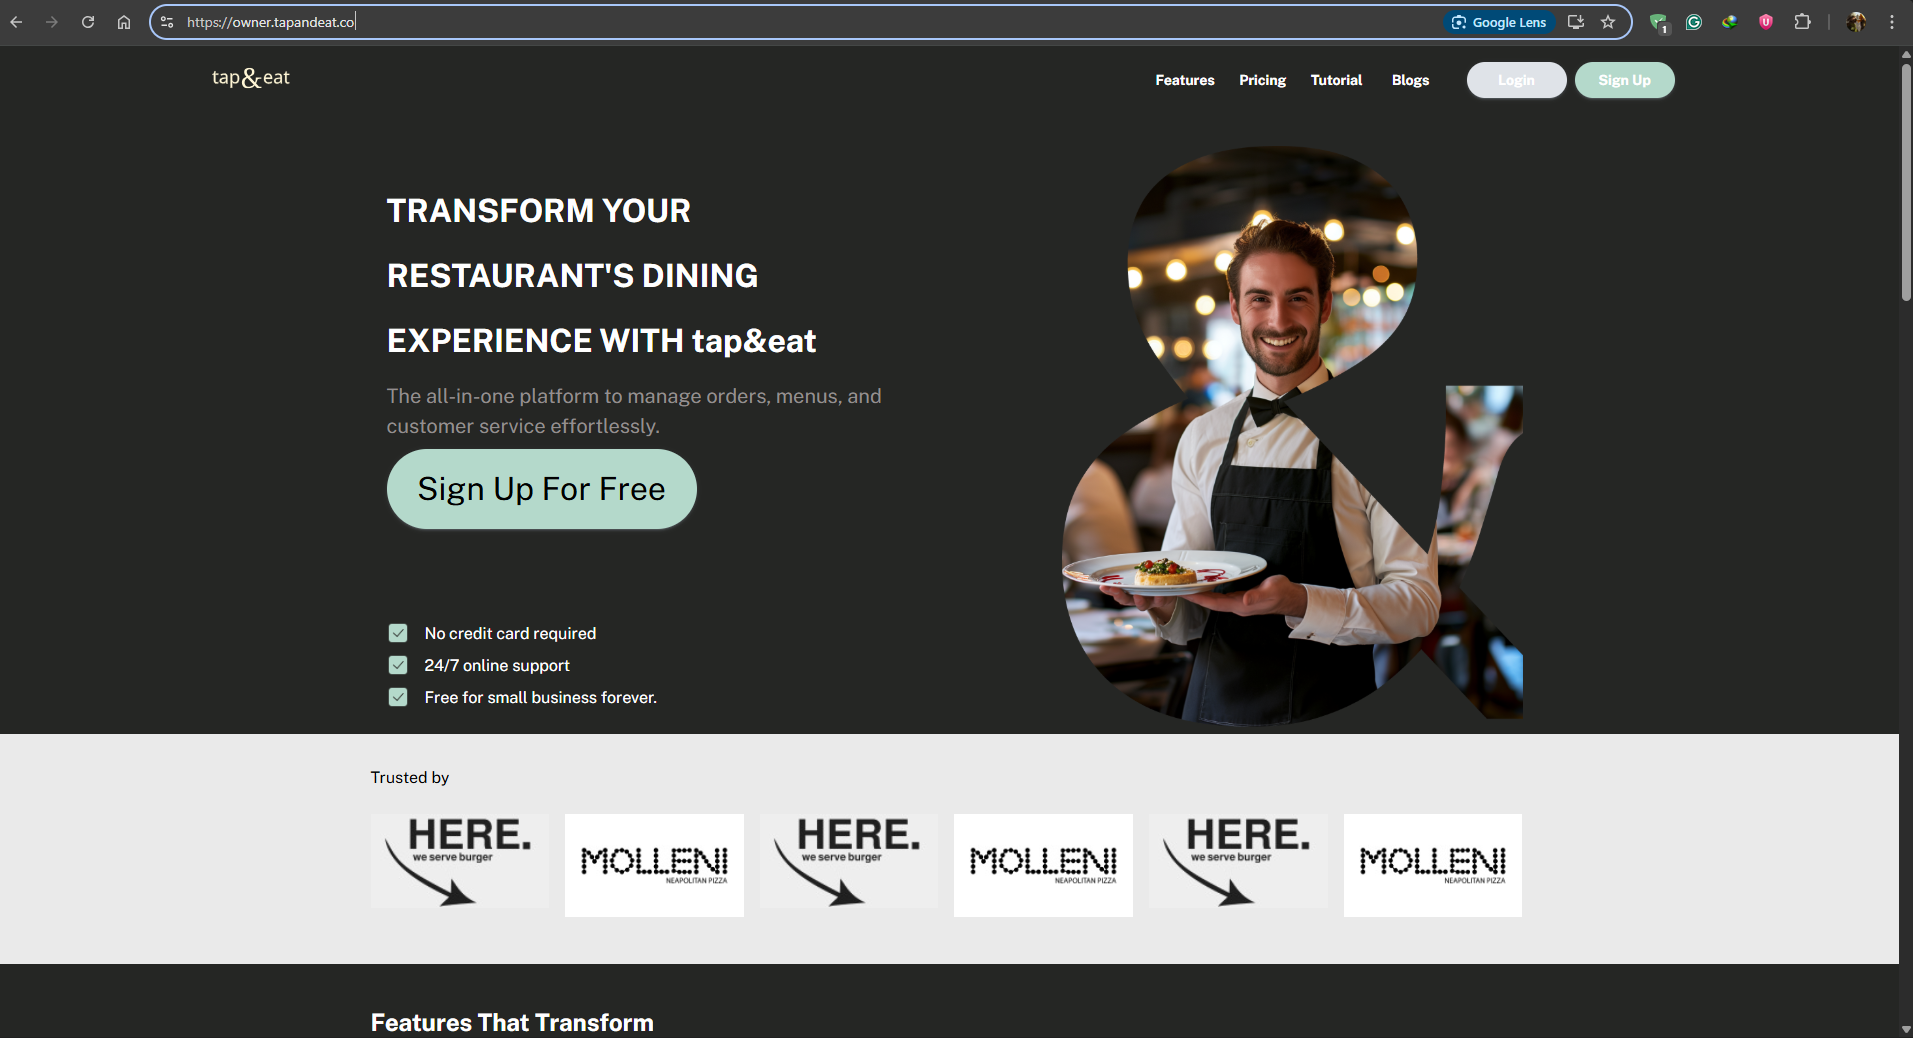 https://owner.tapandeat.co
Google Lens
1
tap&eat
Features Pricing Tutorial Blogs Login Sign Up
TRANSFORM YOUR
RESTAURANT'S DINING
EXPERIENCE WITH tap&eat
The all-in-one platform to manage orders, menus, and
customer service effortlessly.
Sign Up For Free
No credit card required
24/7 online support
Free for small business forever.
Trusted by
HERE.
we serve burger
MOLLENI
NEAPOLITAN PIZZA
HERE.
we serve burger
MOLLENI
NEAPOLITAN PIZZA
HERE.
we serve burger
MOLLENI
NEAPOLITAN PIZZA
Features That Transform